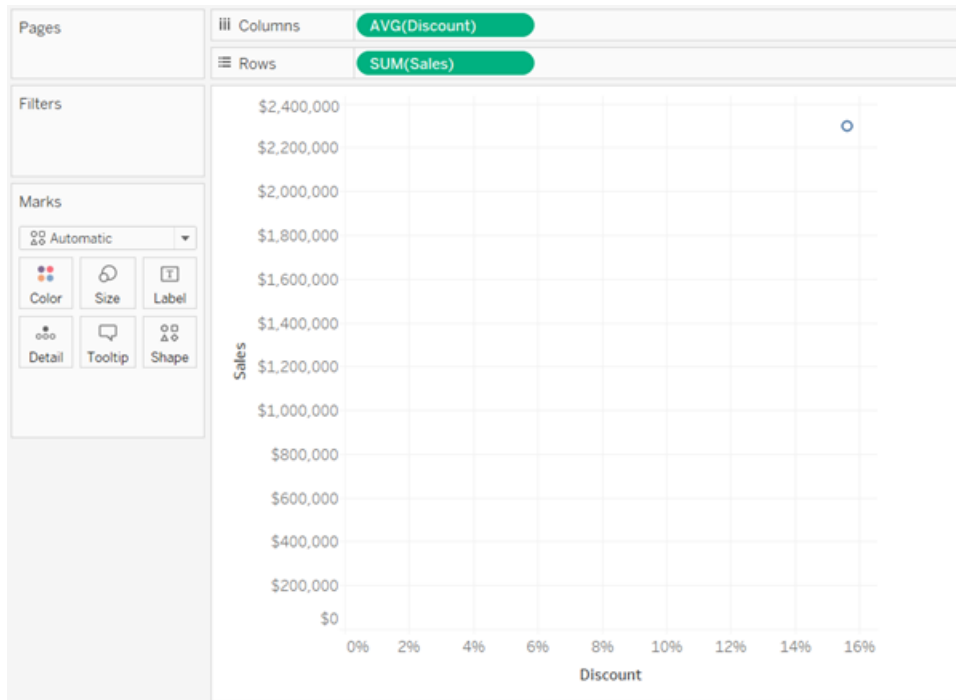 Pages
Columns AVG(Discount)
Rows SUM(Sales)
Filters
Marks
Automatic
Color Size Label
Detail Tooltip Shape
Sales
$2,400,000
$2,200,000
$2,000,000
$1,800,000
$1,600,000
$1,400,000
$1,200,000
$1,000,000
$800,000
$600,000
$400,000
$200,000
$0
0% 2% 4% 6% 8% 10% 12% 14% 16%
Discount